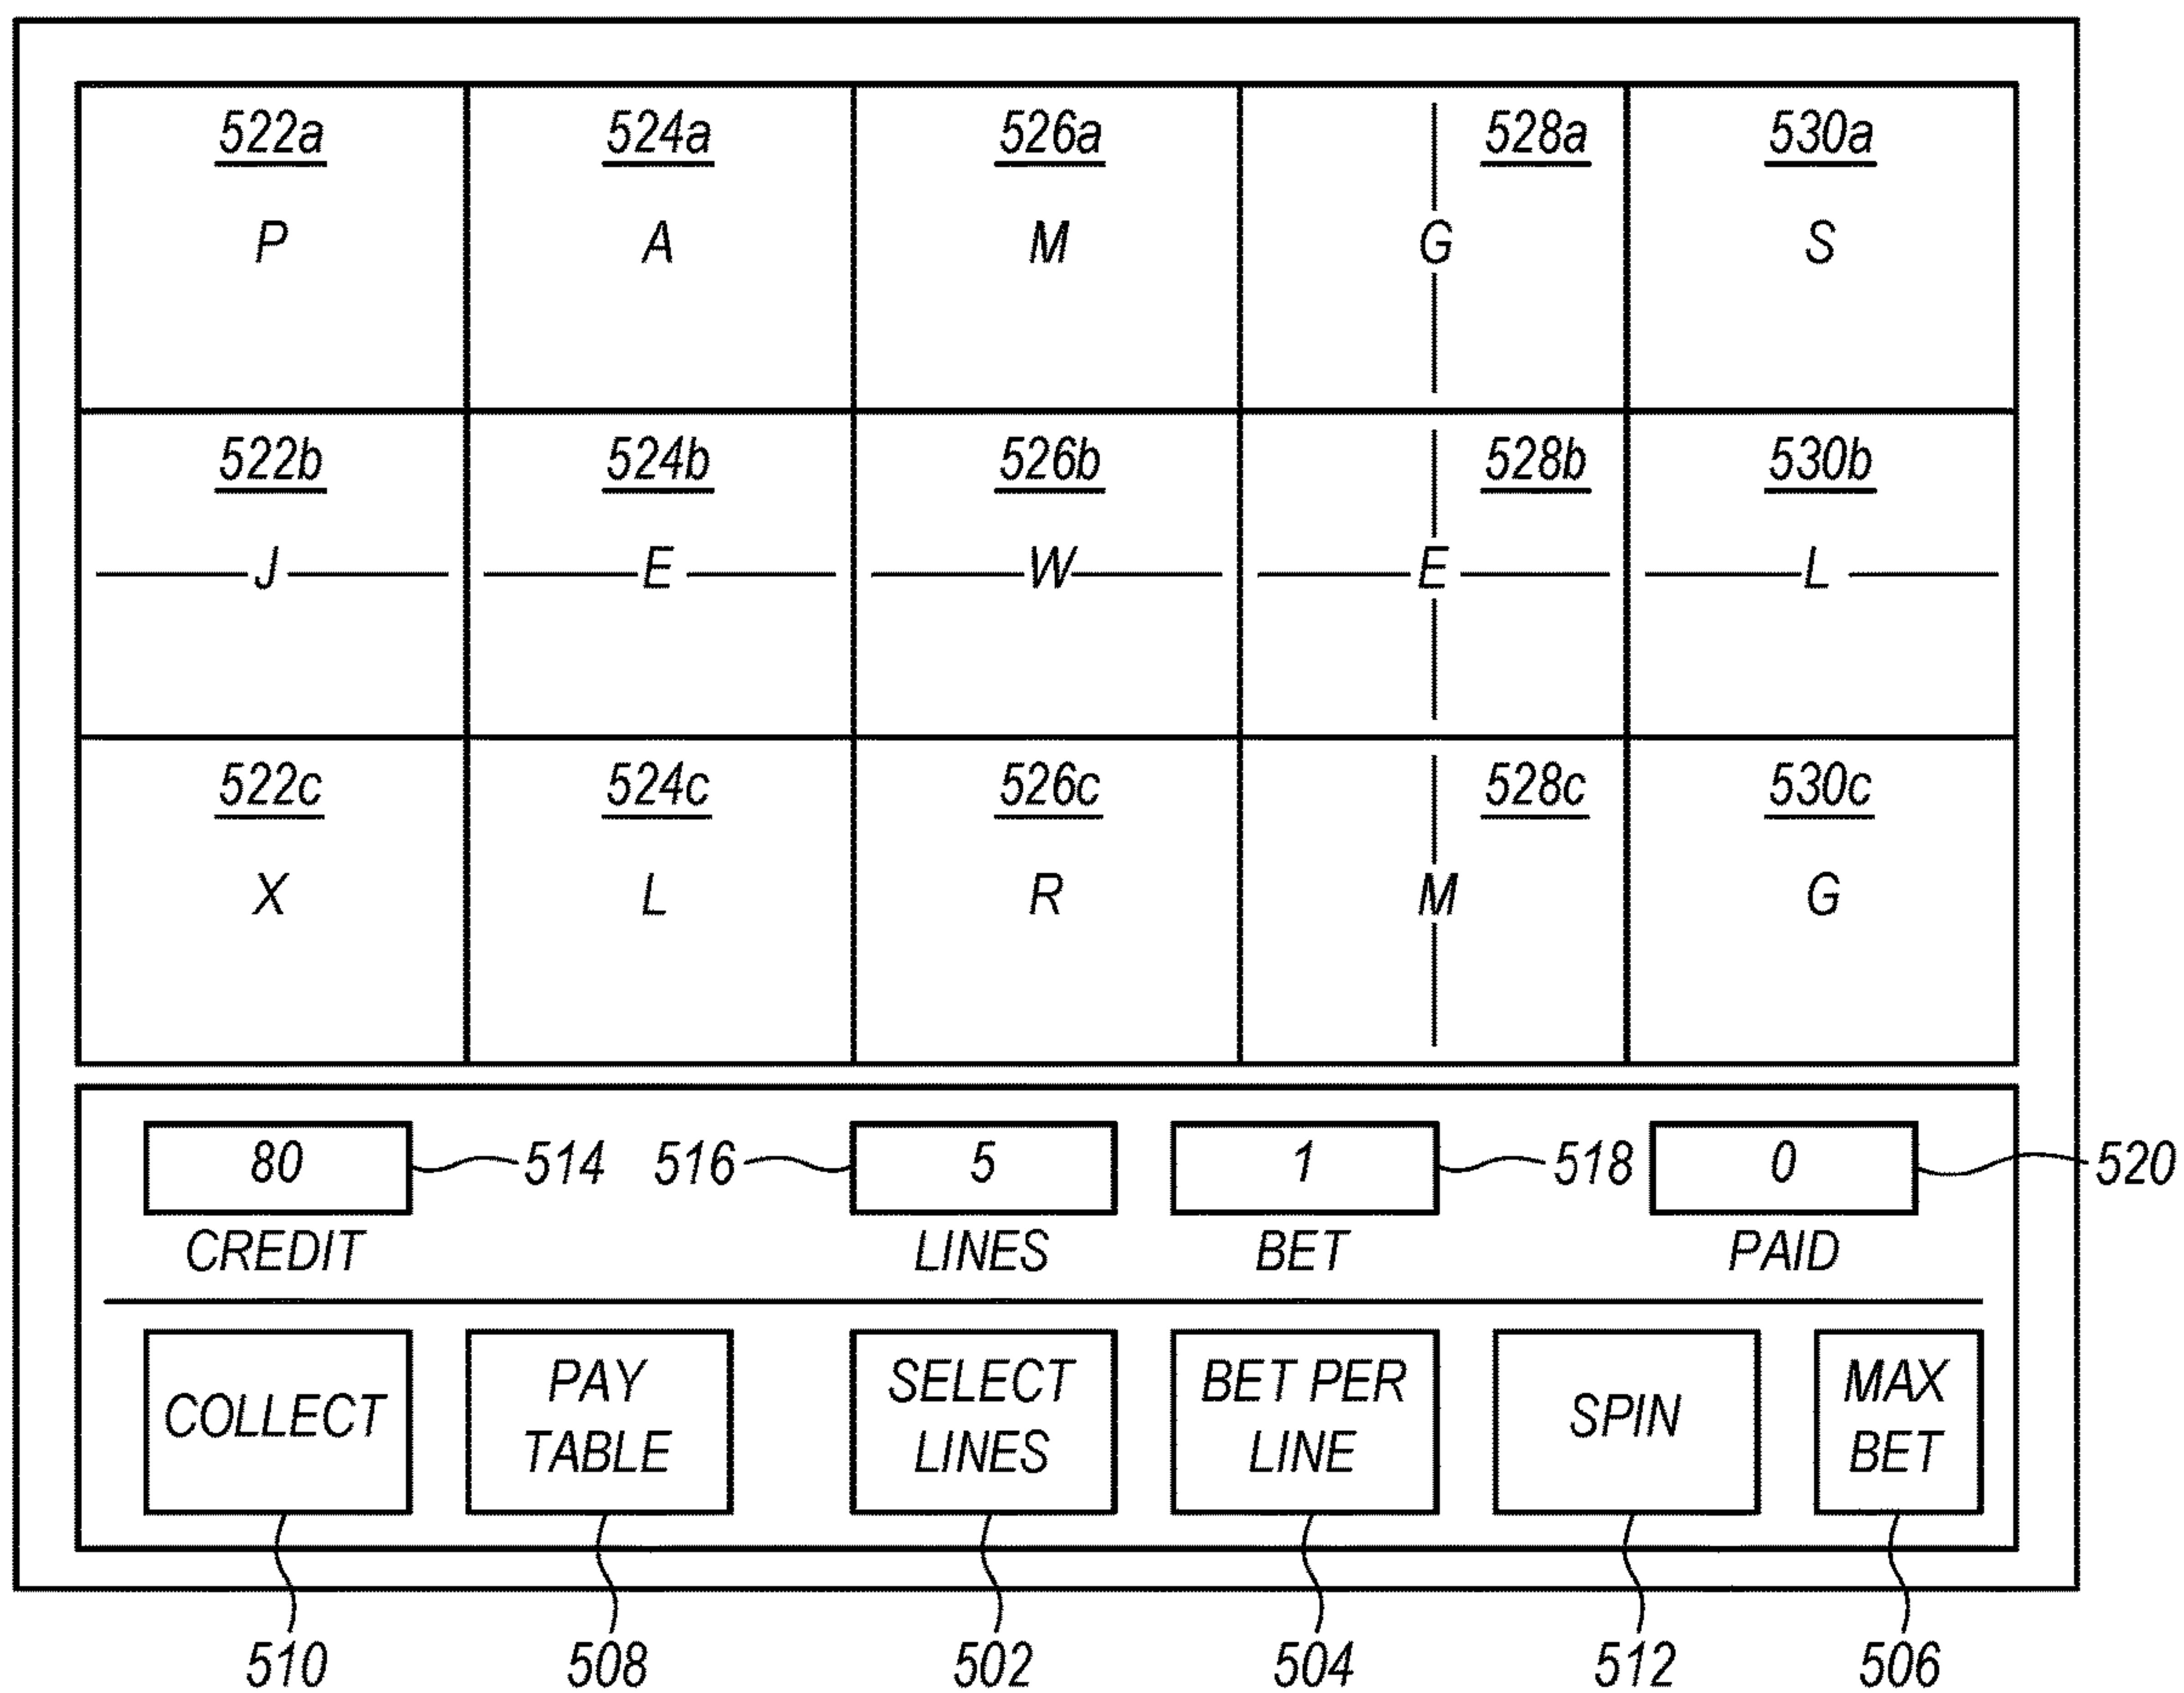 522a 524a 526a 528a 530a
P A M G S
522b 524b 526b 528b 530b
J E W E L
522c 524c 526c 528c 530c
X L R M G
80 514 516 5 1 518 0 520
CREDIT LINES BET PAID
COLLECT PAY TABLE SELECT LINES BET PER LINE SPIN MAX BET
510 508 502 504 512 506